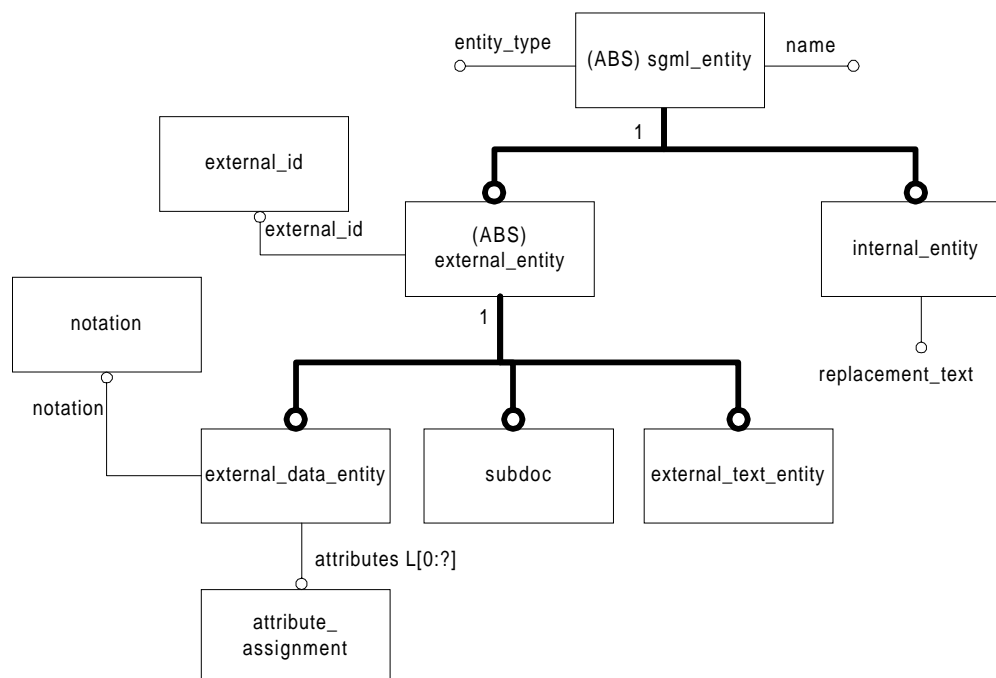 entity_type
(ABS) sgml_entity
name
1
external_id
external_id
(ABS)
external_entity
internal_entity
notation
1
replacement_text
notation
external_data_entity
subdoc
external_text_entity
attributes L[0:?]
attribute_
assignment